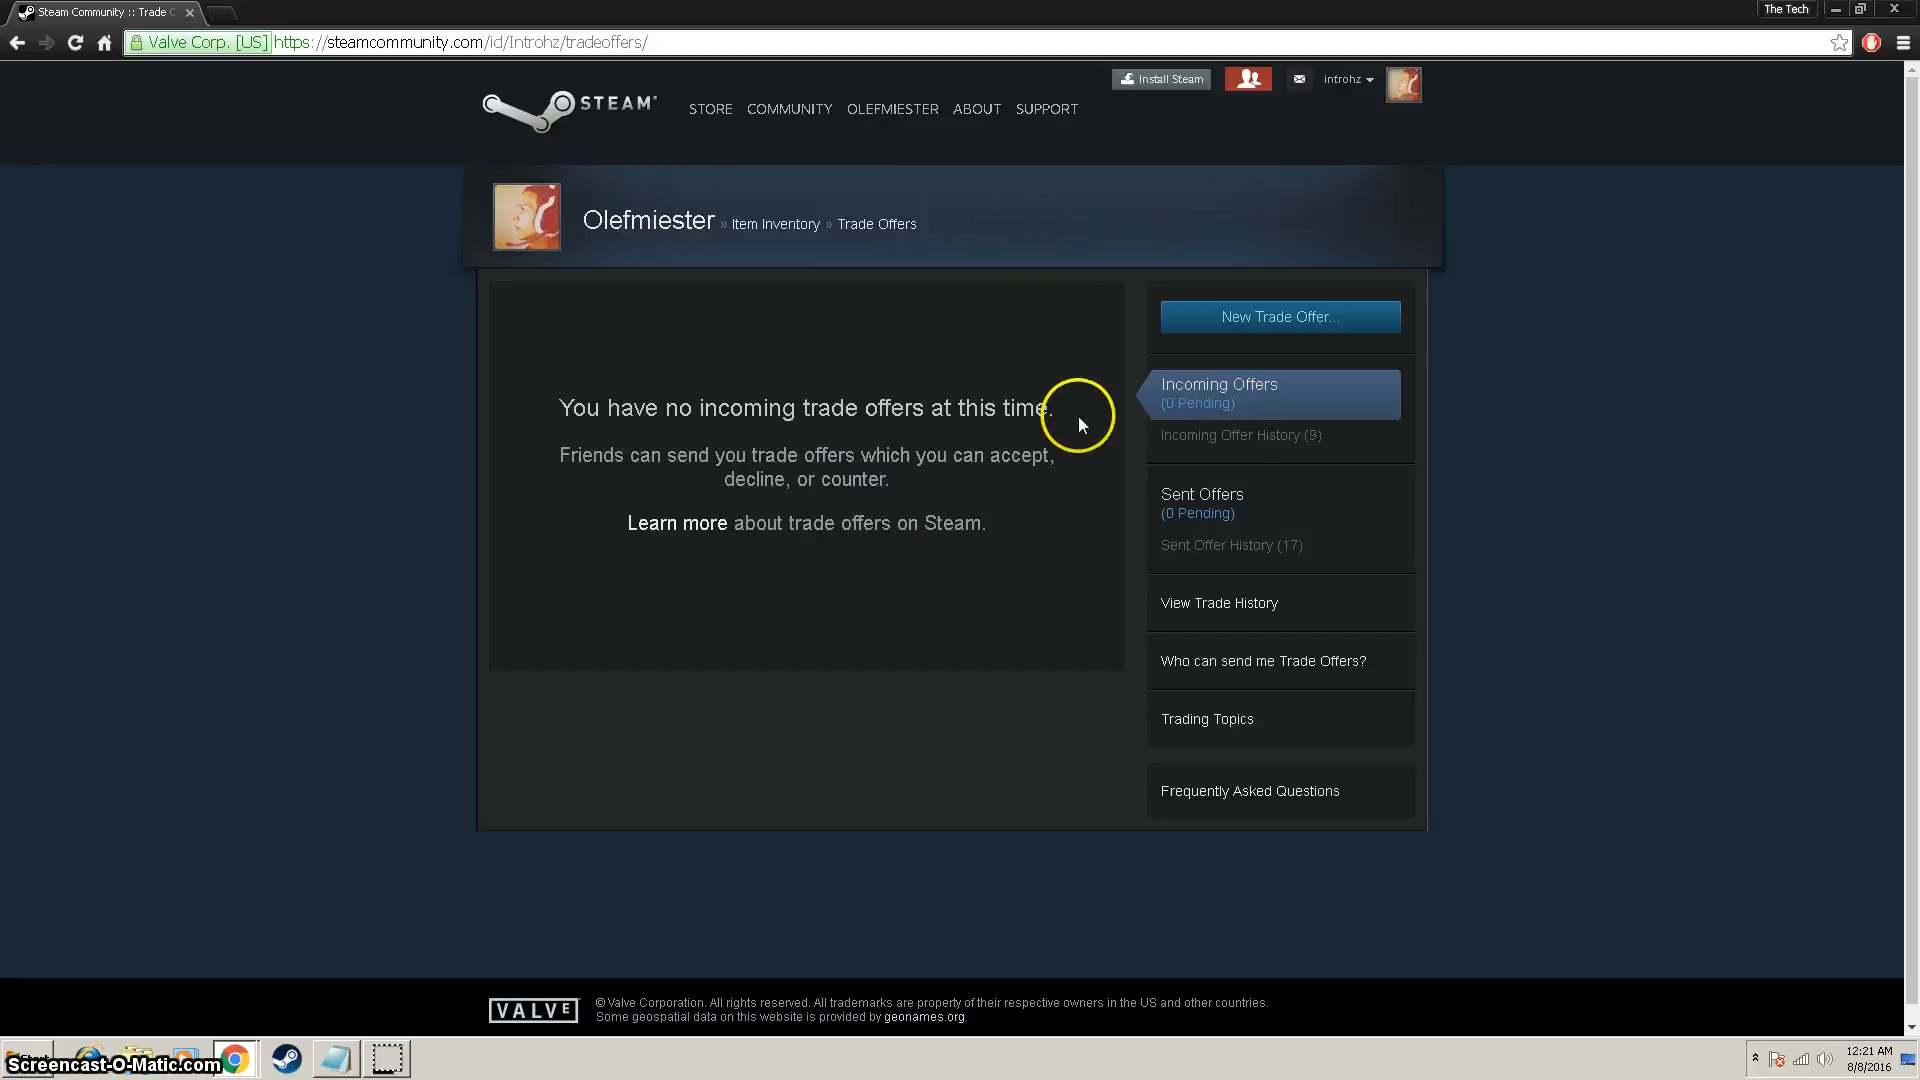 Steam Community :: Trade O
The Tech
Valve Corp. [US] https://steamcommunity.com/id/Introhz/tradeoffers/
Install Steam
introhz
STEAM
STORE COMMUNITY OLEFMIESTER ABOUT SUPPORT
Olefmiester » Item Inventory » Trade Offers
New Trade Offer...
You have no incoming trade offers at this time.
Friends can send you trade offers which you can accept,
decline, or counter.
Learn more about trade offers on Steam.
Incoming Offers
(0 Pending)
Incoming Offer History (9)
Sent Offers
(0 Pending)
Sent Offer History (17)
View Trade History
Who can send me Trade Offers?
Trading Topics
Frequently Asked Questions
VALVE
© Valve Corporation. All rights reserved. All trademarks are property of their respective owners in the US and other countries.
Some geospatial data on this website is provided by geonames.org.
Screencast-O-Matic.com
12:21 AM
8/8/2016